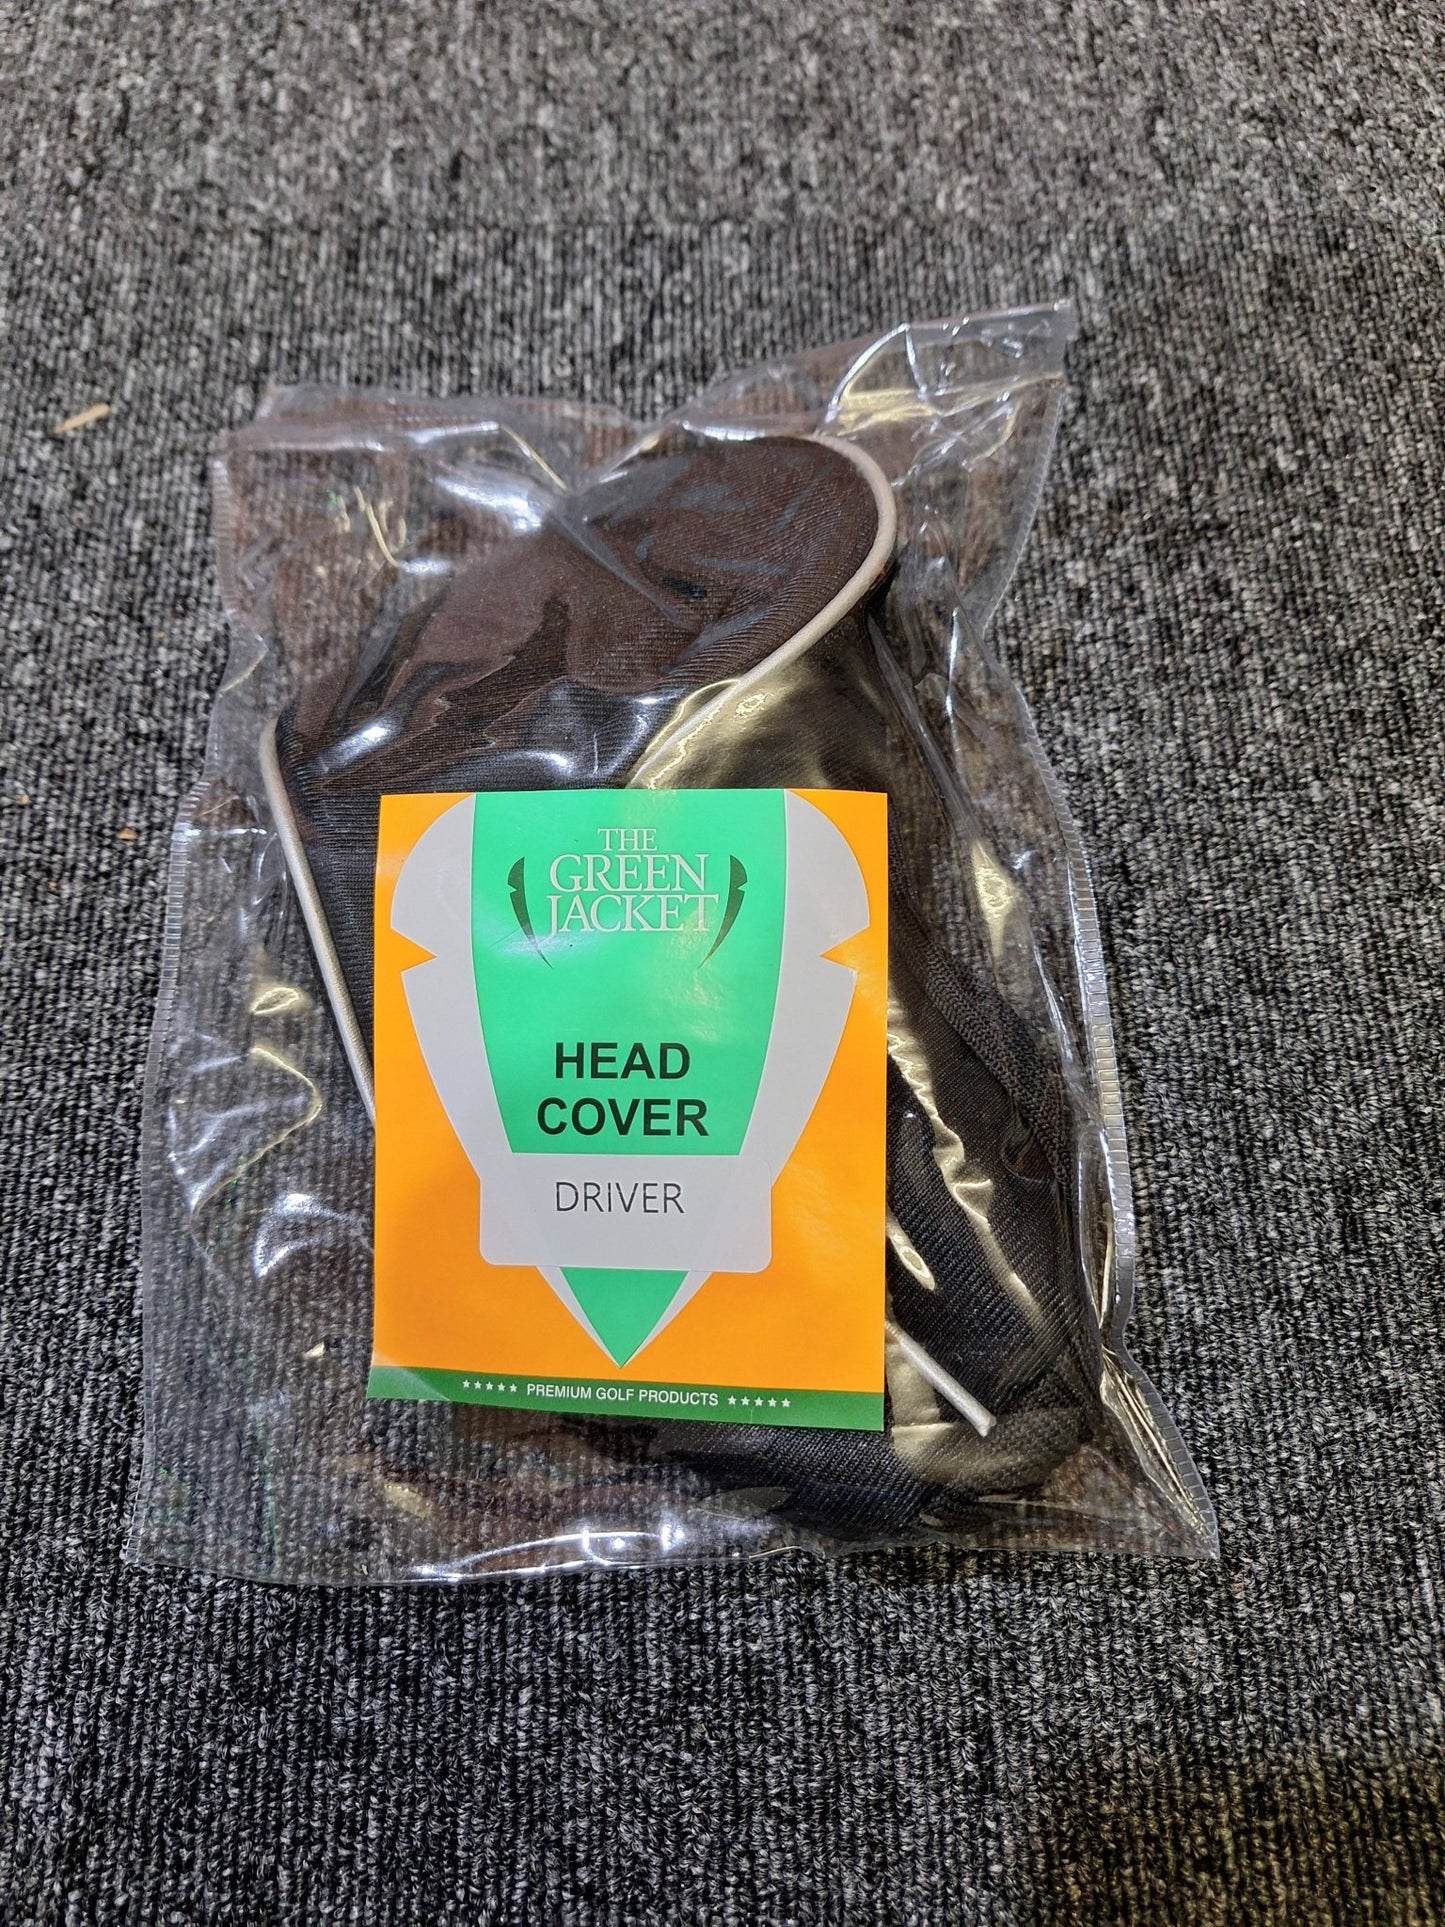 THE
GREEN
JACKET
HEAD
COVER
DRIVER
★★★★★ PREMIUM GOLF PRODUCTS ★★★★★